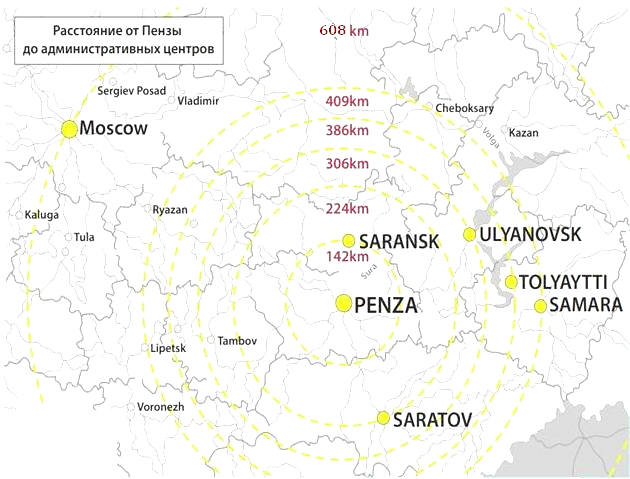 Расстояние от Пензы
до административных центров
608 km
Sergiev Posad
Vladimir
409km
Cheboksary
Moscow
386km
Volga
Kazan
306km
Kaluga
Ryazan
224km
Tula
SARANSK
ULYANOVSK
142km
Sura
TOLYAYTTI
PENZA
SAMARA
Lipetsk
Tambov
Voronezh
SARATOV